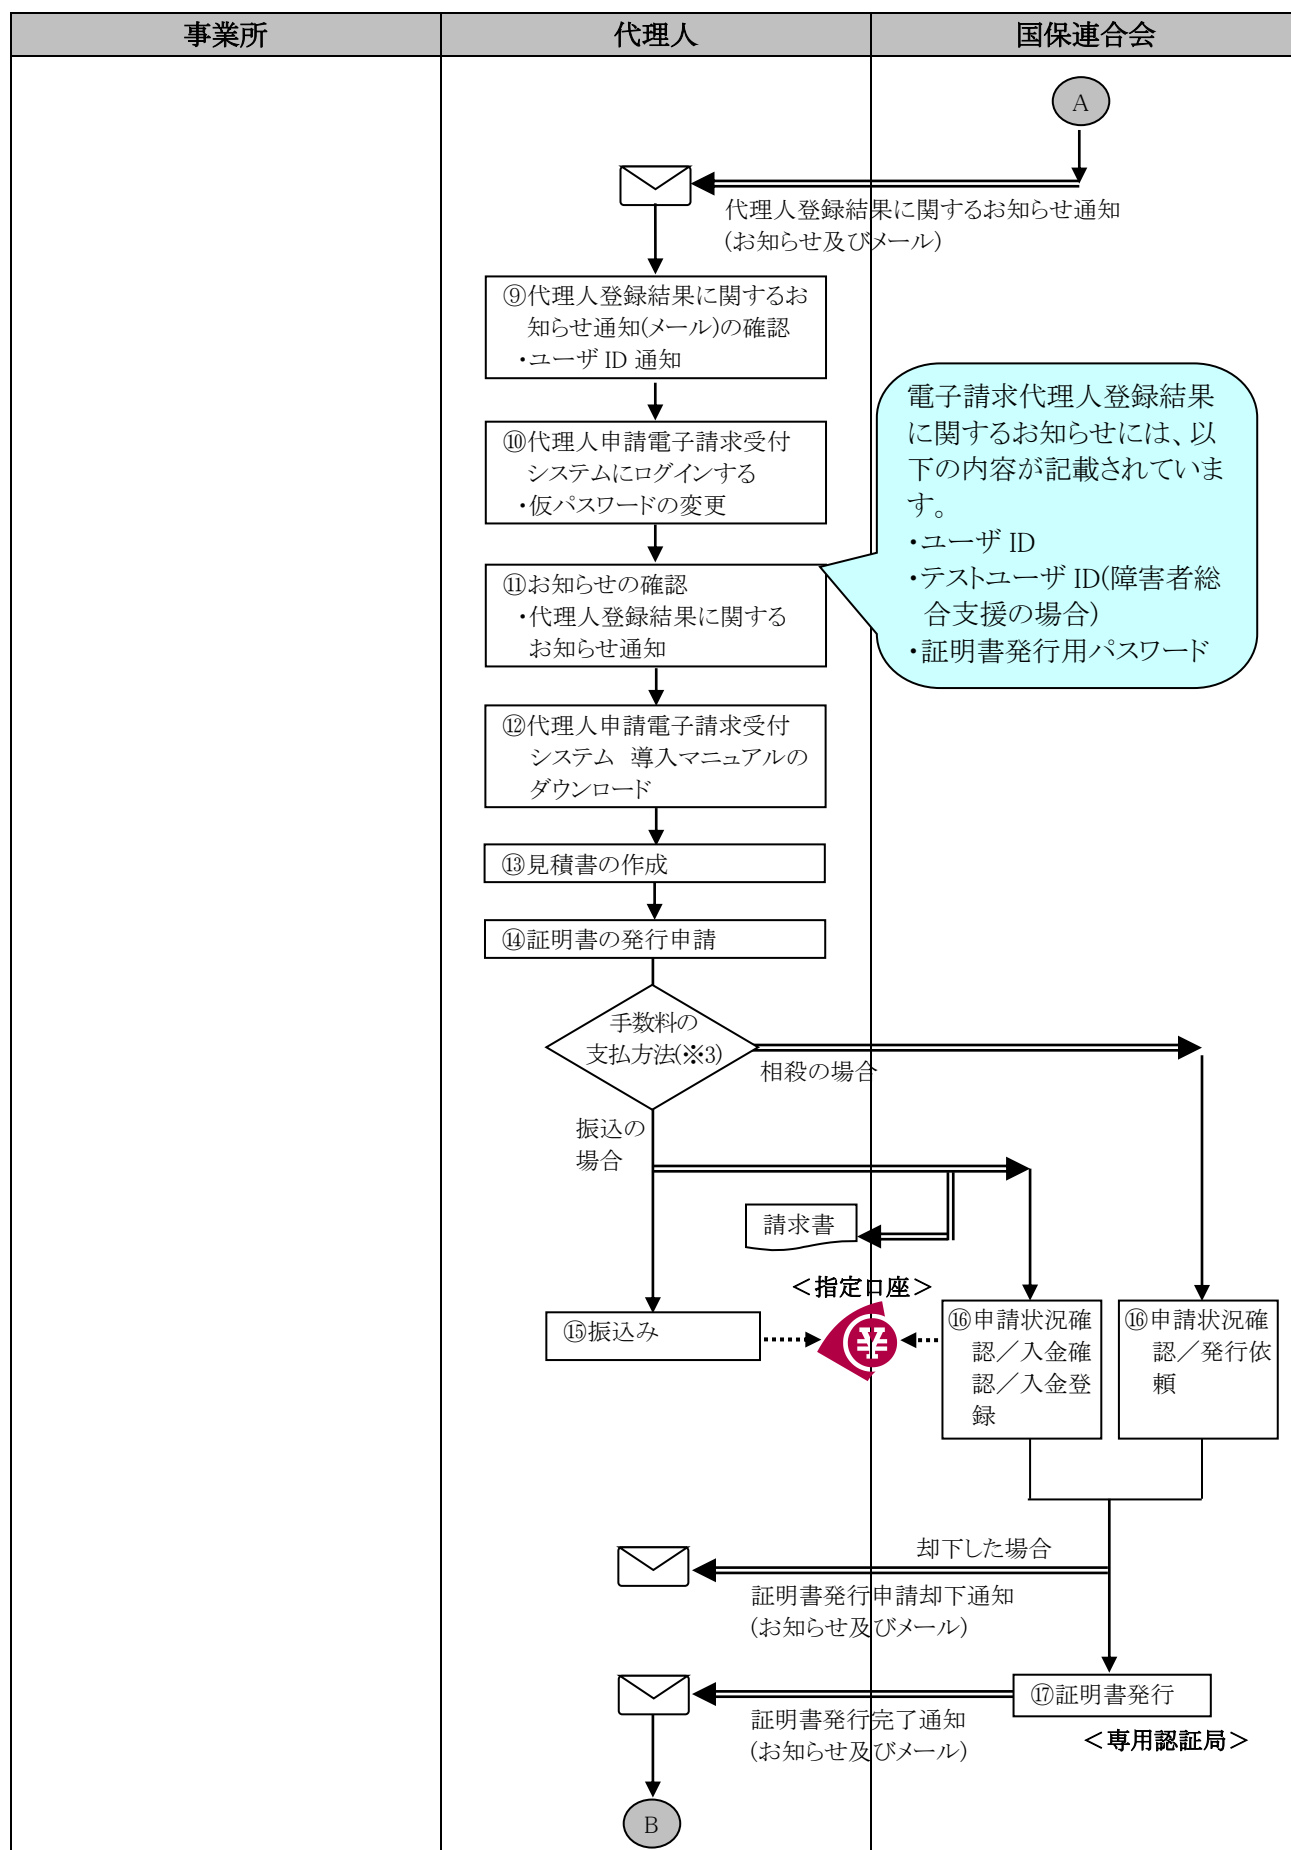 事業所
代理人
国保連合会
A
代理人登録結果に関するお知らせ通知
(お知らせ及びメール)
⑨代理人登録結果に関するお
知らせ通知(メール)の確認
・ユーザ ID 通知
⑩代理人申請電子請求受付
システムにログインする
・仮パスワードの変更
電子請求代理人登録結果
に関するお知らせには、以
下の内容が記載されていま
す。
・ユーザ ID
・テストユーザ ID(障害者総
合支援の場合)
・証明書発行用パスワード
⑪お知らせの確認
・代理人登録結果に関する
お知らせ通知
⑫代理人申請電子請求受付
システム 導入マニュアルの
ダウンロード
⑬見積書の作成
⑭証明書の発行申請
手数料の
支払方法(※3)
相殺の場合
振込の
場合
請求書
＜指定口座＞
⑮振込み
⑯申請状況確
認／入金確
認／入金登
録
⑯申請状況確
認／発行依
頼
却下した場合
証明書発行申請却下通知
(お知らせ及びメール)
⑰証明書発行
証明書発行完了通知
(お知らせ及びメール)
＜専用認証局＞
B